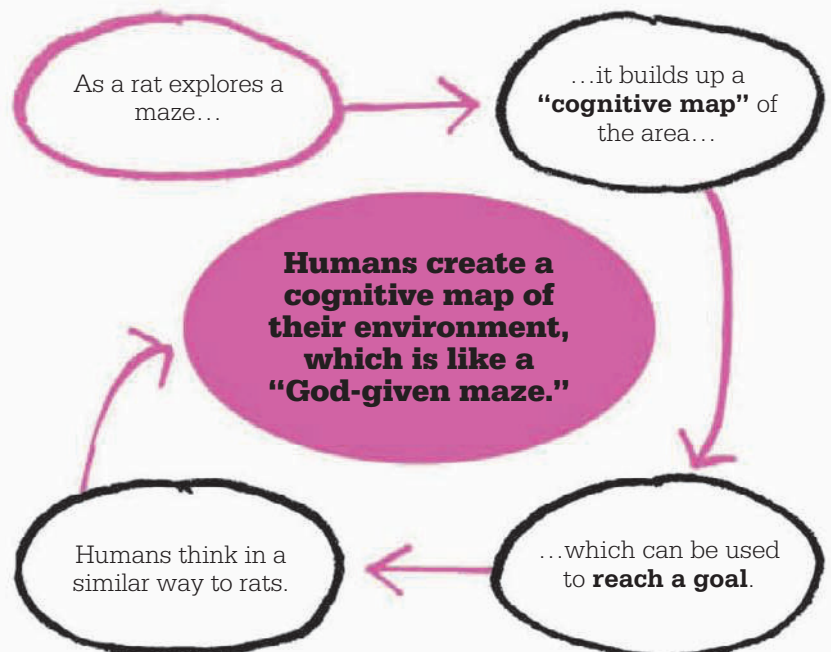 As a rat explores a
maze…
…it builds up a
“cognitive map” of
the area…
…which can be used
to reach a goal.
Humans think in a
similar way to rats.
Humans create a
cognitive map of
their environment,
which is like a
“God-given maze.”